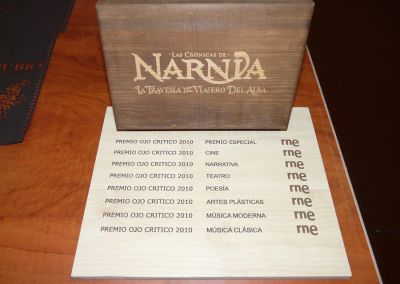 LAS CRÓNICAS DE
NARNIA
LA TRAVESÍA DEL VIAJERO DEL ALBA
PREMIO OJO CRITICO 2010 PREMIO ESPECIAL rne
PREMIO OJO CRITICO 2010 CINE rne
PREMIO OJO CRITICO 2010 NARRATIVA rne
PREMIO OJO CRITICO 2010 TEATRO rne
PREMIO OJO CRITICO 2010 POESÍA rne
PREMIO OJO CRITICO 2010 ARTES PLÁSTICAS rne
PREMIO OJO CRITICO 2010 MÚSICA MODERNA rne
PREMIO OJO CRITICO 2010 MÚSICA CLÁSICA rne